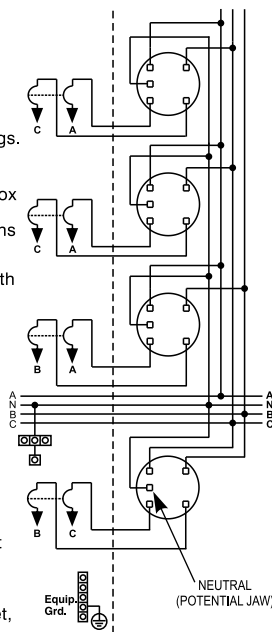 C A
gs.
ox
C A
ns
th
B A
A A
N N
B B
C C
B C
t
NEUTRAL
(POTENTIAL JAW)
Equip.
Grd.
et,